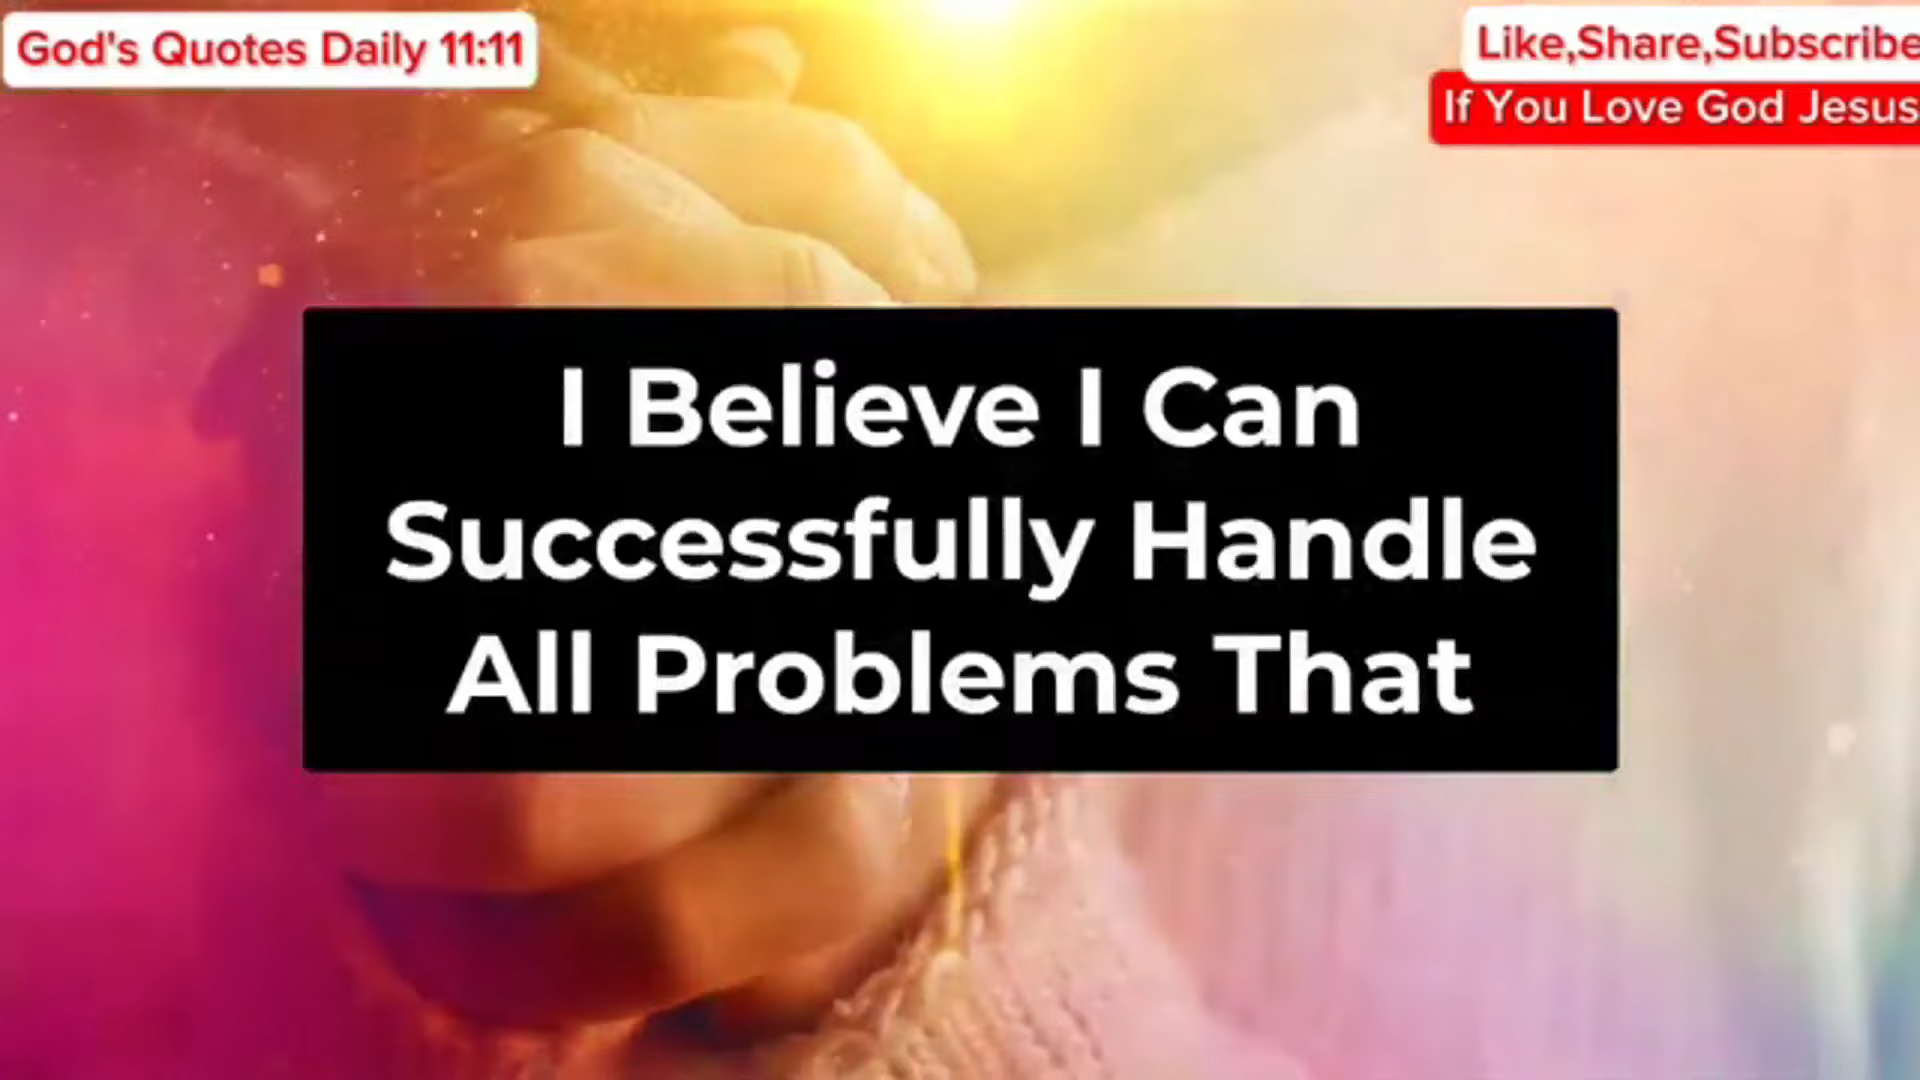 God's Quotes Daily 11:11
Like,Share,Subscribe
If You Love God Jesus
I Believe I Can
Successfully Handle
All Problems That